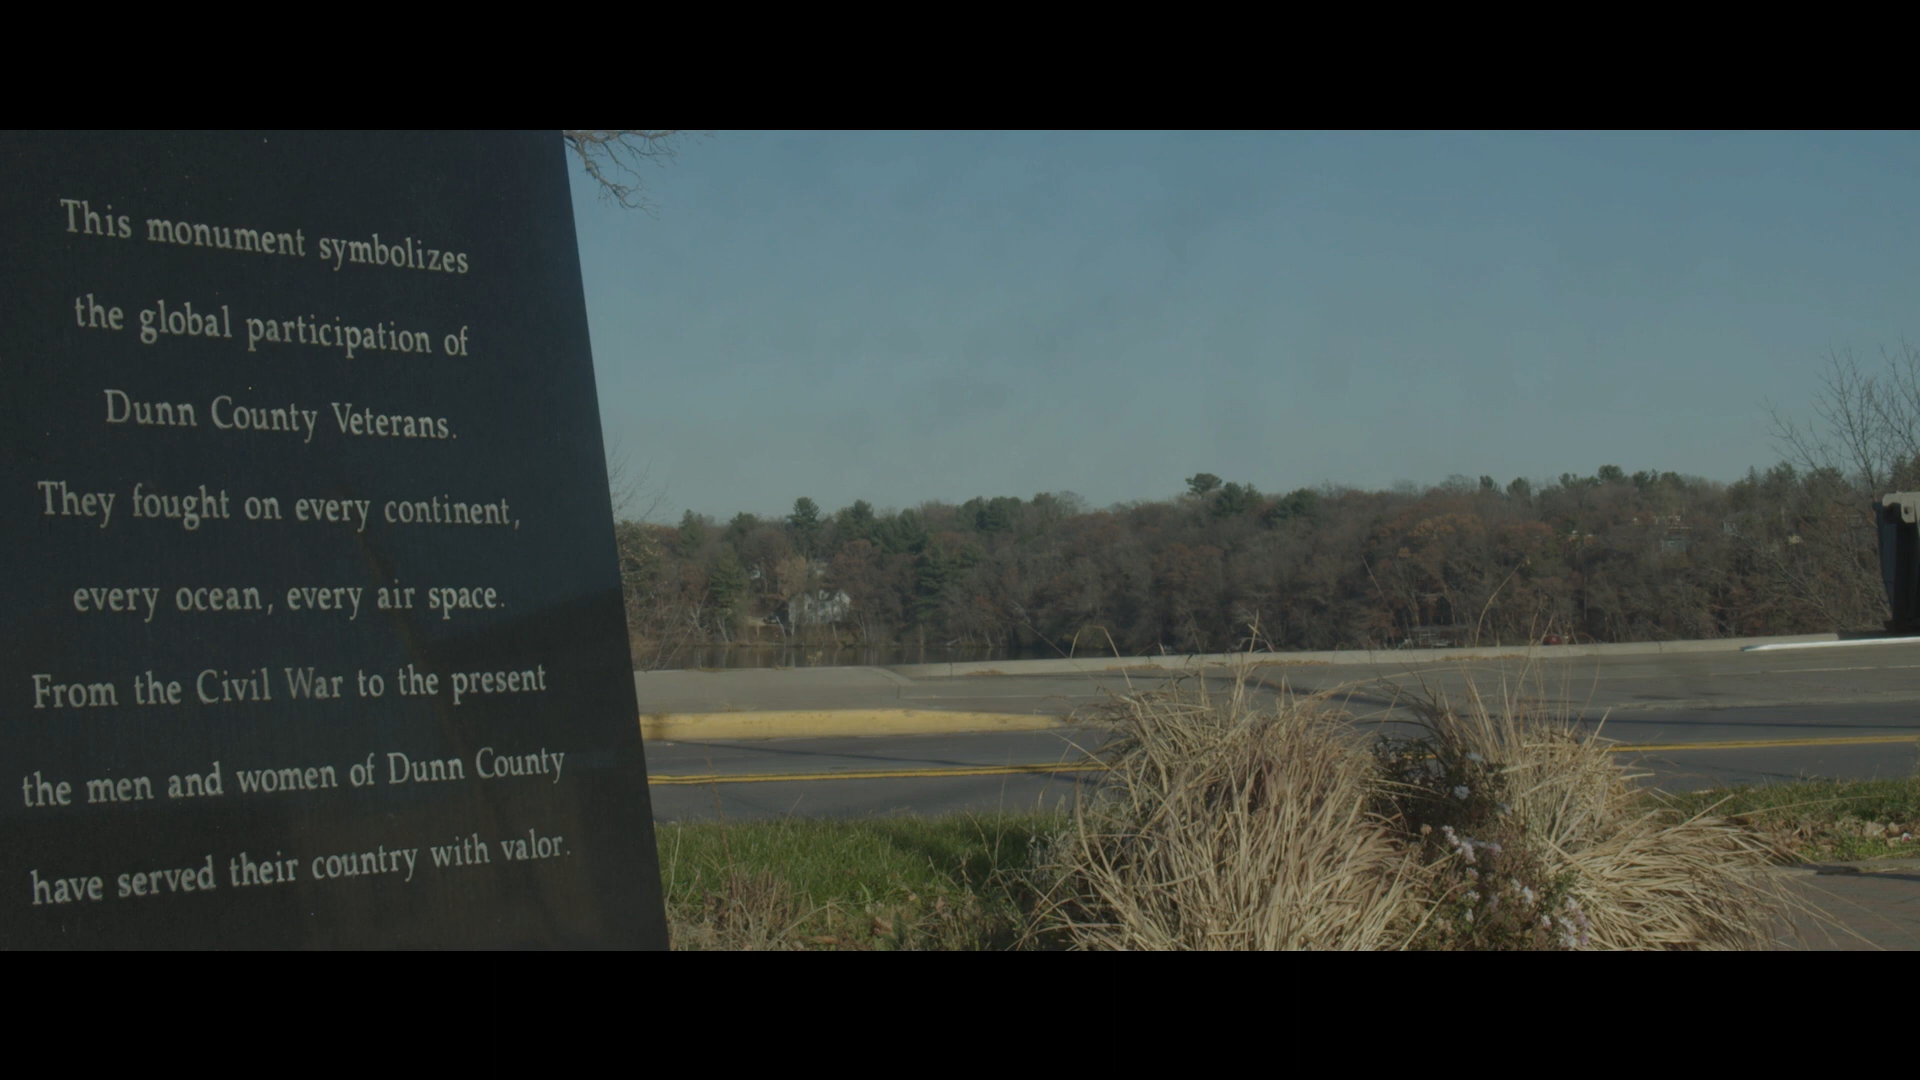 This monument symbolizes
the global participation of
Dunn County Veterans.
They fought on every continent,
every ocean, every air space.
From the Civil War to the present
the men and women of Dunn County
have served their country with valor.